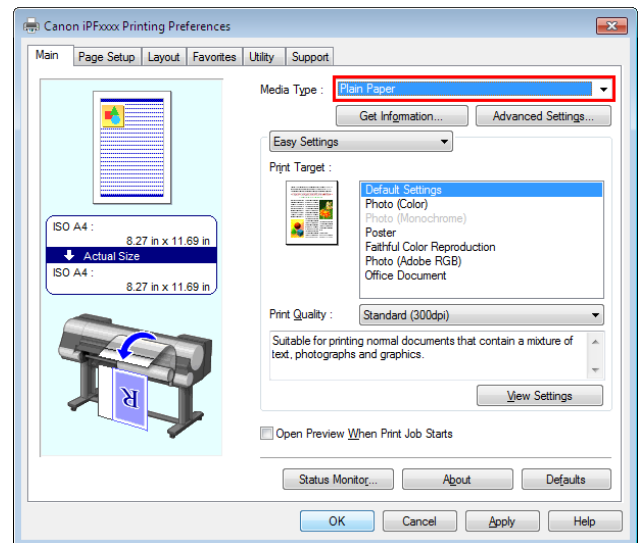 Canon iPFxxxx Printing Preferences
Main Page Setup Layout Favorites Utility Support
Media Type : Plain Paper
Get Information... Advanced Settings...
Easy Settings
Print Target :
Default Settings
Photo (Color)
Photo (Monochrome)
Poster
Faithful Color Reproduction
Photo (Adobe RGB)
Office Document
ISO A4 :
8.27 in x 11.69 in
Actual Size
ISO A4 :
8.27 in x 11.69 in
Print Quality : Standard (300dpi)
Suitable for printing normal documents that contain a mixture of
text, photographs and graphics.
R
View Settings
Open Preview When Print Job Starts
Status Monitor... About Defaults
OK Cancel Apply Help